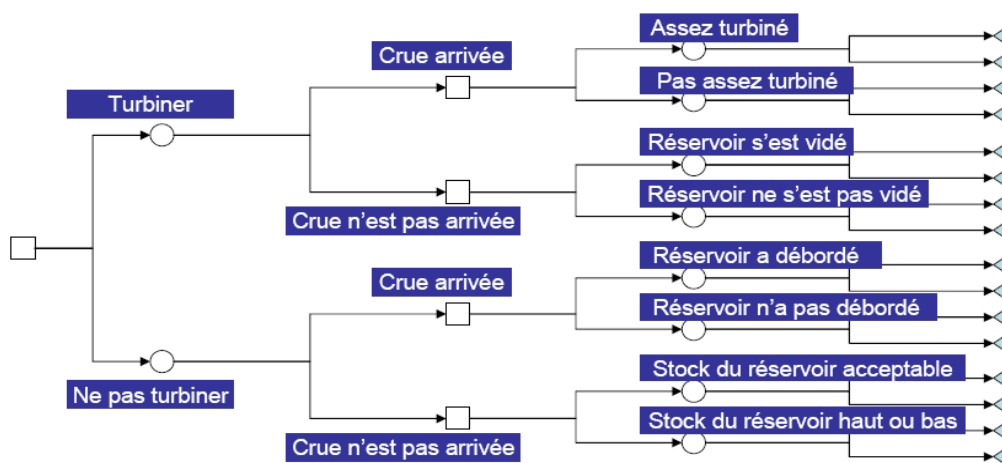 Assez turbiné
Crue arrivée
Pas assez turbiné
Turbiner
Réservoir s'est vidé
Réservoir ne s'est pas vidé
Crue n'est pas arrivée
Réservoir a débordé
Crue arrivée
Réservoir n'a pas débordé
Stock du réservoir acceptable
Ne pas turbiner
Stock du réservoir haut ou bas
Crue n'est pas arrivée